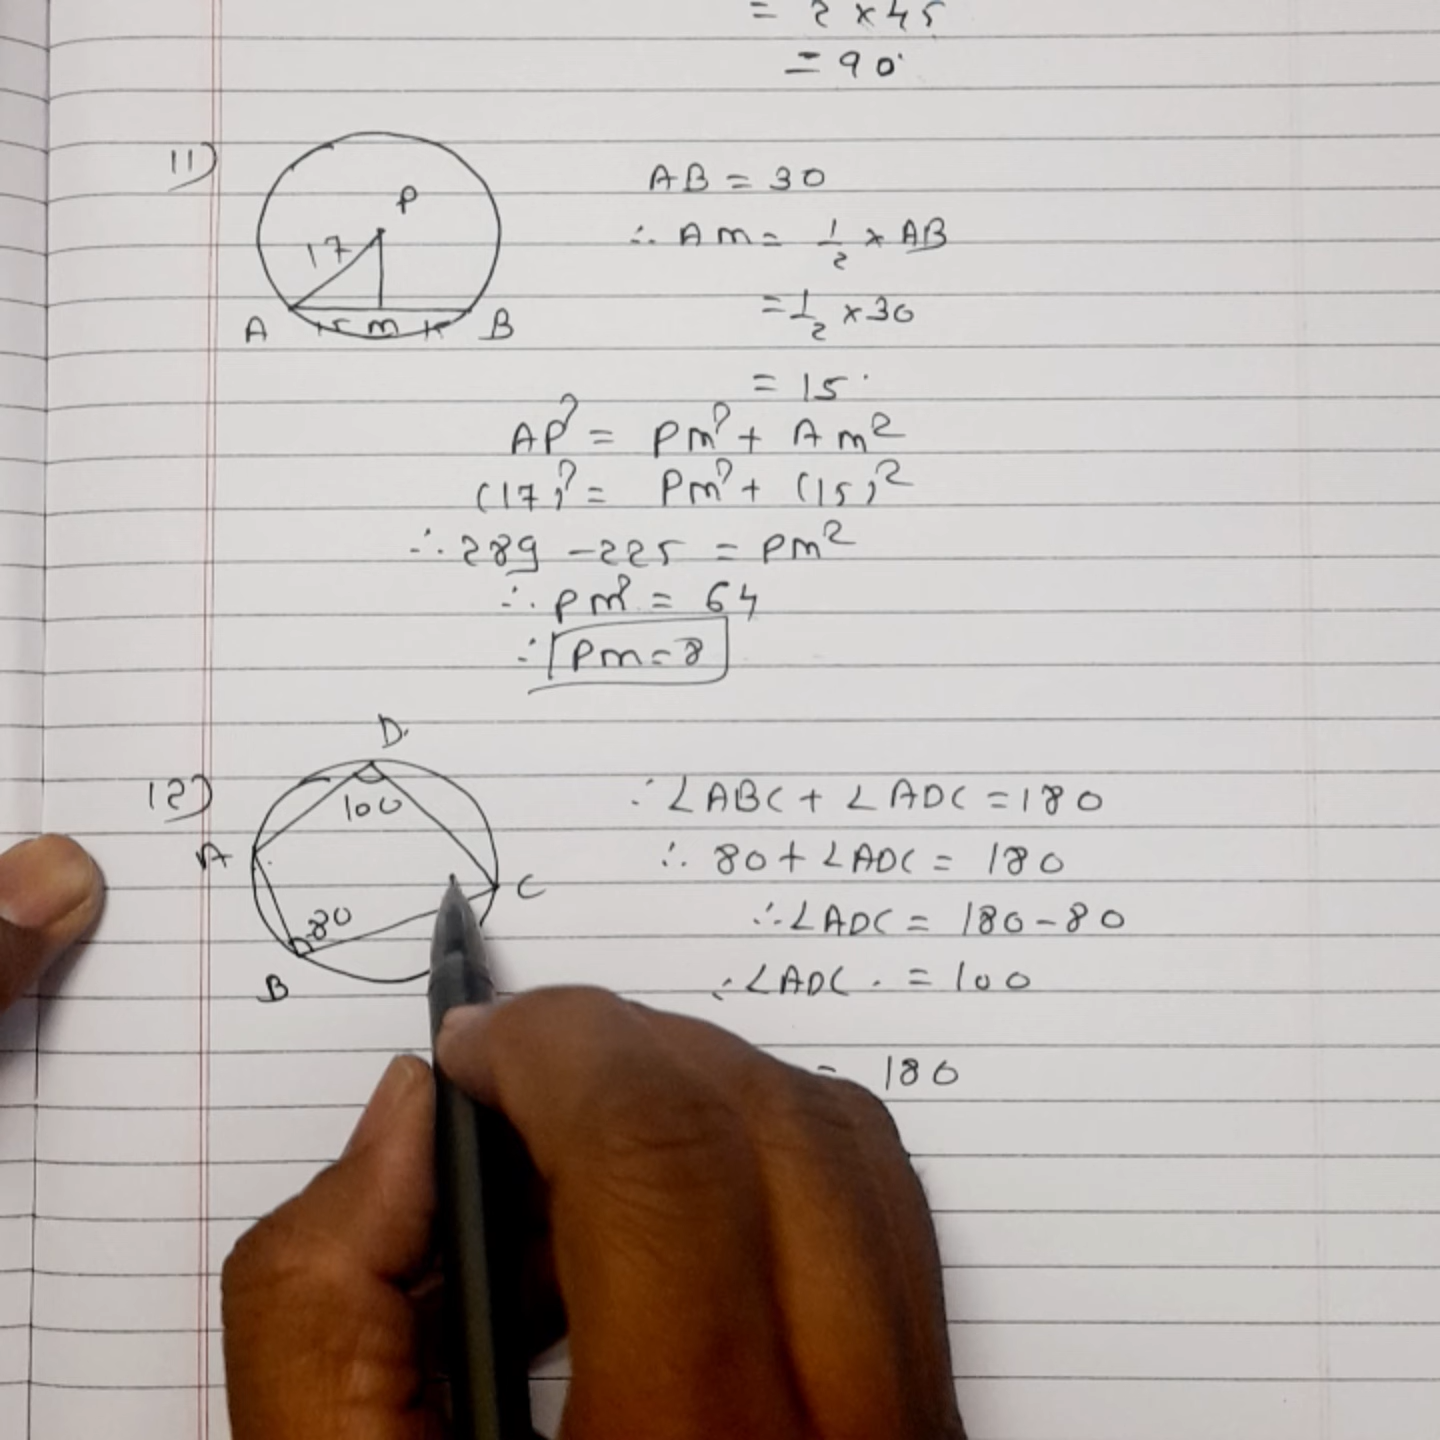 = 2 × 45
= 90
11)
P
17
A 15 m 15 B
AB = 30
∴ Am = 1/2 × AB
= 1/2 × 30
= 15
AP² = Pm² + Am²
(17)² = Pm² + (15)²
∴ 289 - 225 = Pm²
∴ Pm² = 64
∴ Pm = 8
12)
D
100
A
C
80
B
∴ ∠ABC + ∠ADC = 180
∴ 80 + ∠ADC = 180
∴ ∠ADC = 180 - 80
∴ ∠ADC = 100
= 180